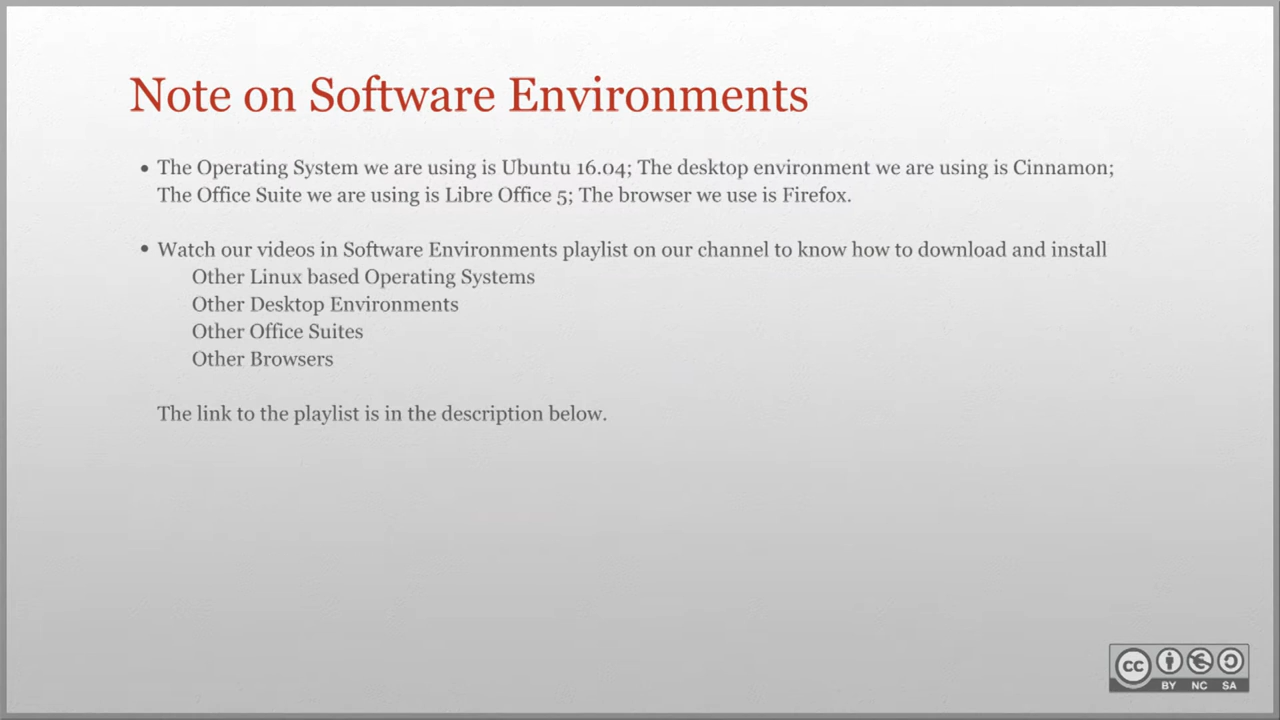 Note on Software Environments
• The Operating System we are using is Ubuntu 16.04; The desktop environment we are using is Cinnamon;
The Office Suite we are using is Libre Office 5; The browser we use is Firefox.
• Watch our videos in Software Environments playlist on our channel to know how to download and install
Other Linux based Operating Systems
Other Desktop Environments
Other Office Suites
Other Browsers
The link to the playlist is in the description below.
cc
BY NC SA